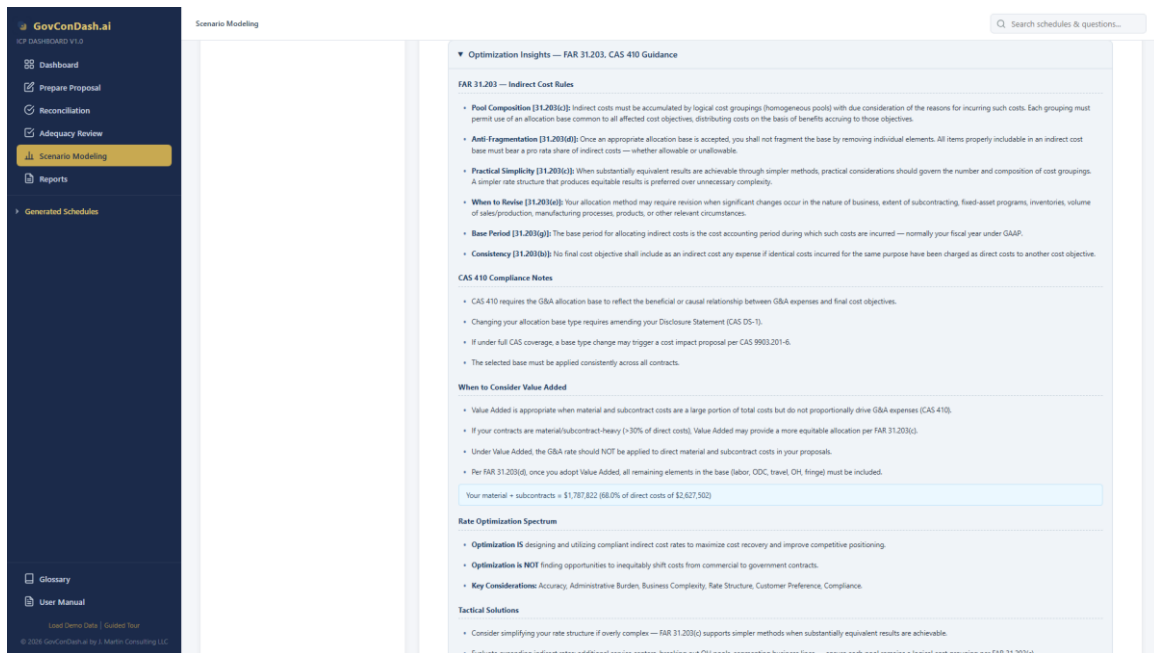 GovConDash.ai
ICP DASHBOARD V1.0
Dashboard
Prepare Proposal
Reconciliation
Adequacy Review
Scenario Modeling
Reports
Generated Schedules
Glossary
User Manual
Load Demo Data | Guided Tour
© 2026 GovConDash.ai by J. Martin Consulting LLC
Scenario Modeling
Search schedules & questions...
Optimization Insights — FAR 31.203, CAS 410 Guidance
FAR 31.203 — Indirect Cost Rules
• Pool Composition [31.203(c)]: Indirect costs must be accumulated by logical cost groupings (homogeneous pools) with due consideration of the reasons for incurring such costs. Each grouping must
permit use of an allocation base common to all affected cost objectives, distributing costs on the basis of benefits accruing to those objectives.
• Anti-Fragmentation [31.203(d)]: Once an appropriate allocation base is accepted, you shall not fragment the base by removing individual elements. All items properly includable in an indirect cost
base must bear a pro rata share of indirect costs — whether allowable or unallowable.
• Practical Simplicity [31.203(c)]: When substantially equivalent results are achievable through simpler methods, practical considerations should govern the number and composition of cost groupings.
A simpler rate structure that produces equitable results is preferred over unnecessary complexity.
• When to Revise [31.203(e)]: Your allocation method may require revision when significant changes occur in the nature of business, extent of subcontracting, fixed-asset programs, inventories, volume
of sales/production, manufacturing processes, products, or other relevant circumstances.
• Base Period [31.203(g)]: The base period for allocating indirect costs is the cost accounting period during which such costs are incurred — normally your fiscal year under GAAP.
• Consistency [31.203(b)]: No final cost objective shall include as an indirect cost any expense if identical costs incurred for the same purpose have been charged as direct costs to another cost objective.
CAS 410 Compliance Notes
• CAS 410 requires the G&A allocation base to reflect the beneficial or causal relationship between G&A expenses and final cost objectives.
• Changing your allocation base type requires amending your Disclosure Statement (CAS DS-1).
• If under full CAS coverage, a base type change may trigger a cost impact proposal per CAS 9903.201-6.
• The selected base must be applied consistently across all contracts.
When to Consider Value Added
• Value Added is appropriate when material and subcontract costs are a large portion of total costs but do not proportionally drive G&A expenses (CAS 410).
• If your contracts are material/subcontract-heavy (>30% of direct costs), Value Added may provide a more equitable allocation per FAR 31.203(c).
• Under Value Added, the G&A rate should NOT be applied to direct material and subcontract costs in your proposals.
• Per FAR 31.203(d), once you adopt Value Added, all remaining elements in the base (labor, ODC, travel, OH, fringe) must be included.
Your material + subcontracts = $1,787,822 (68.0% of direct costs of $2,627,502)
Rate Optimization Spectrum
• Optimization IS designing and utilizing compliant indirect cost rates to maximize cost recovery and improve competitive positioning.
• Optimization is NOT finding opportunities to inequitably shift costs from commercial to government contracts.
• Key Considerations: Accuracy, Administrative Burden, Business Complexity, Rate Structure, Customer Preference, Compliance.
Tactical Solutions
• Consider simplifying your rate structure if overly complex — FAR 31.203(c) supports simpler methods when substantially equivalent results are achievable.